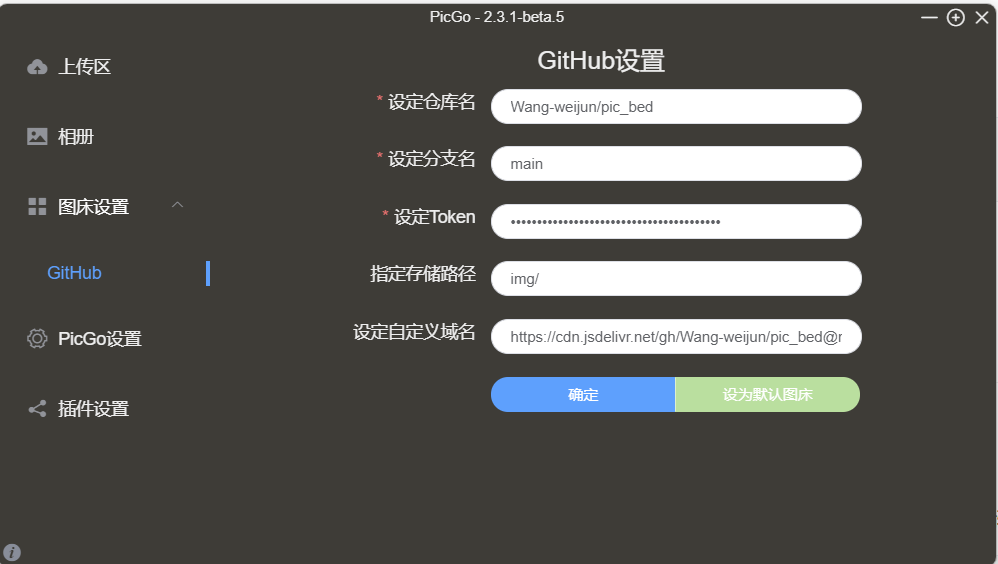 PicGo - 2.3.1-beta.5
上传区
相册
图床设置
GitHub
PicGo设置
插件设置
GitHub设置
* 设定仓库名
Wang-weijun/pic_bed
* 设定分支名
main
* 设定Token
••••••••••••••••••••••••••••••••••••••••
指定存储路径
img/
设定自定义域名
https://cdn.jsdelivr.net/gh/Wang-weijun/pic_bed@r
确定
设为默认图床